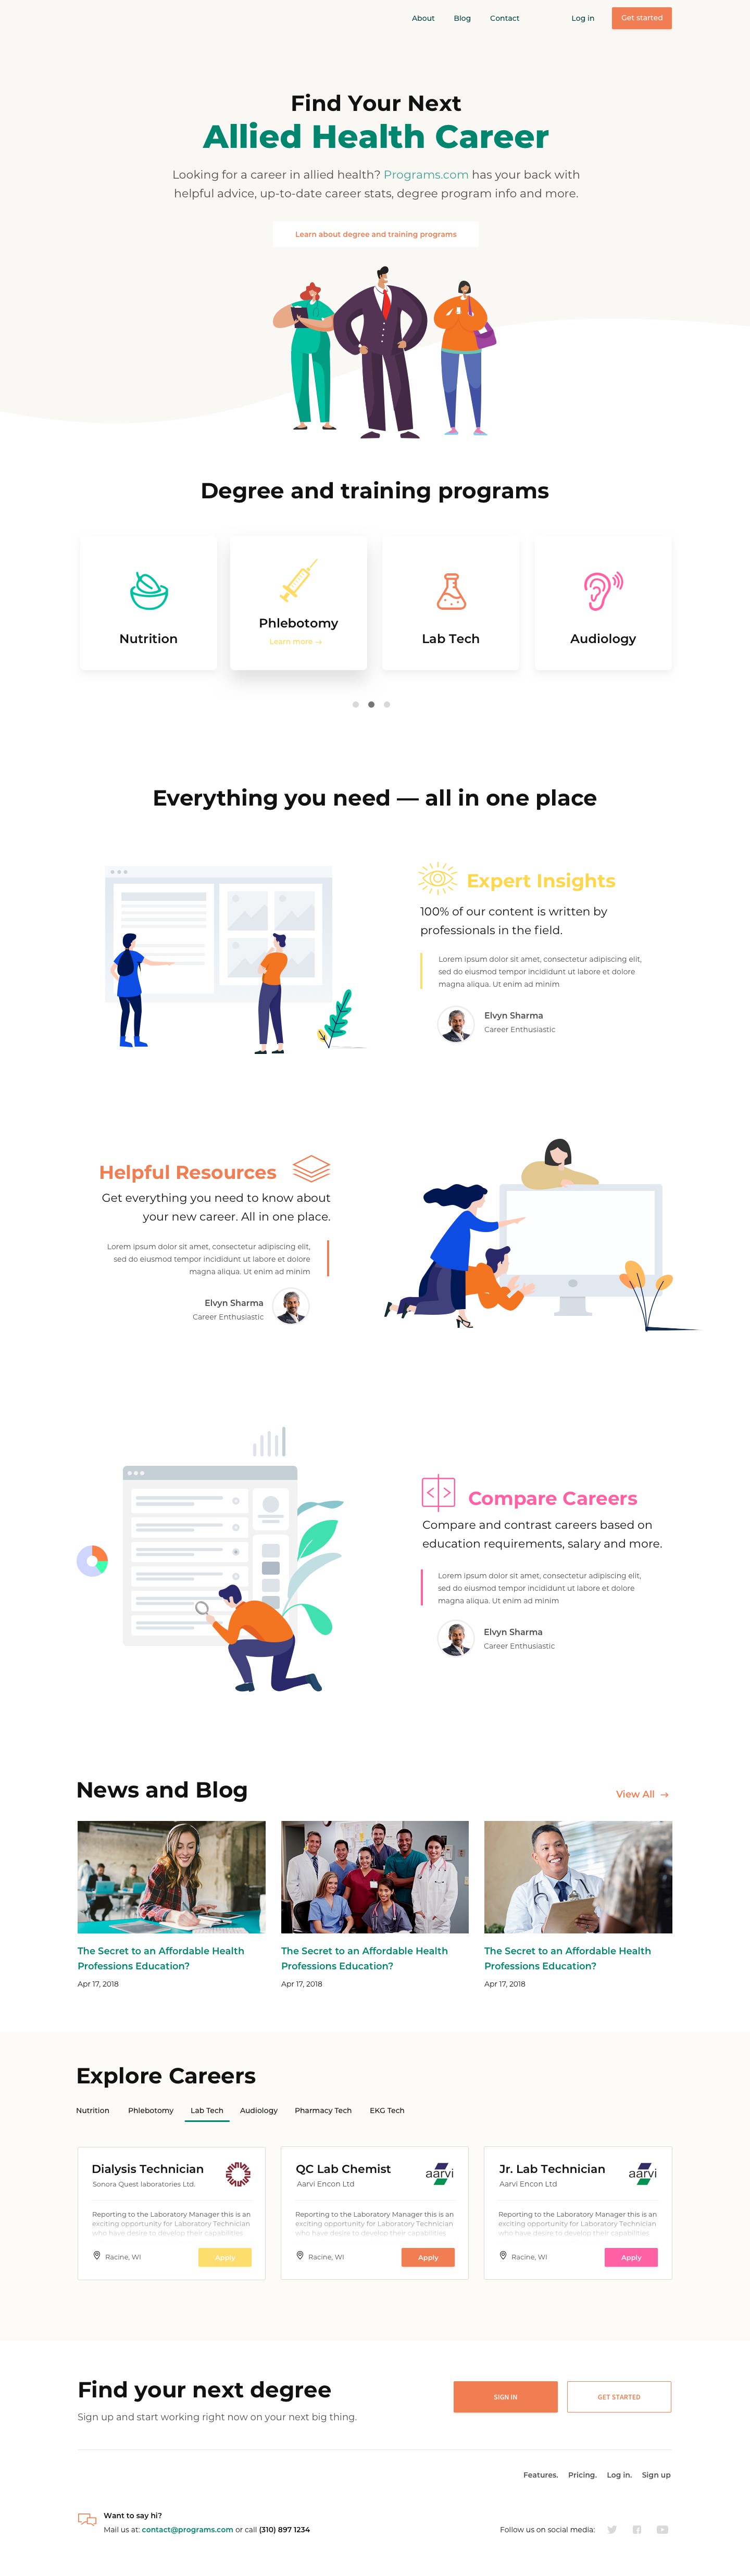 About Blog Contact Log in Get started
Find Your Next
Allied Health Career
Looking for a career in allied health? Programs.com has your back with
helpful advice, up-to-date career stats, degree program info and more.
Learn about degree and training programs
Degree and training programs
Nutrition
Phlebotomy
Learn more →
Lab Tech
Audiology
Everything you need — all in one place
Expert Insights
100% of our content is written by
professionals in the field.
Lorem ipsum dolor sit amet, consectetur adipiscing elit,
sed do eiusmod tempor incididunt ut labore et dolore
magna aliqua. Ut enim ad minim
Elvyn Sharma
Career Enthusiastic
Helpful Resources
Get everything you need to know about
your new career. All in one place.
Lorem ipsum dolor sit amet, consectetur adipiscing elit,
sed do eiusmod tempor incididunt ut labore et dolore
magna aliqua. Ut enim ad minim
Elvyn Sharma
Career Enthusiastic
Compare Careers
Compare and contrast careers based on
education requirements, salary and more.
Lorem ipsum dolor sit amet, consectetur adipiscing elit,
sed do eiusmod tempor incididunt ut labore et dolore
magna aliqua. Ut enim ad minim
Elvyn Sharma
Career Enthusiastic
News and Blog
View All →
The Secret to an Affordable Health
Professions Education?
Apr 17, 2018
The Secret to an Affordable Health
Professions Education?
Apr 17, 2018
The Secret to an Affordable Health
Professions Education?
Apr 17, 2018
Explore Careers
Nutrition Phlebotomy Lab Tech Audiology Pharmacy Tech EKG Tech
Dialysis Technician
Sonora Quest laboratories Ltd.
Reporting to the Laboratory Manager this is an
exciting opportunity for Laboratory Technician
who have desire to develop their capabilities
Racine, WI
Apply
QC Lab Chemist
Aarvi Encon Ltd
aarvi
Reporting to the Laboratory Manager this is an
exciting opportunity for Laboratory Technician
who have desire to develop their capabilities
Racine, WI
Apply
Jr. Lab Technician
Aarvi Encon Ltd
aarvi
Reporting to the Laboratory Manager this is an
exciting opportunity for Laboratory Technician
who have desire to develop their capabilities
Racine, WI
Apply
Find your next degree
Sign up and start working right now on your next big thing.
SIGN IN
GET STARTED
Features. Pricing. Log in. Sign up
Want to say hi?
Mail us at: contact@programs.com or call (310) 897 1234
Follow us on social media: